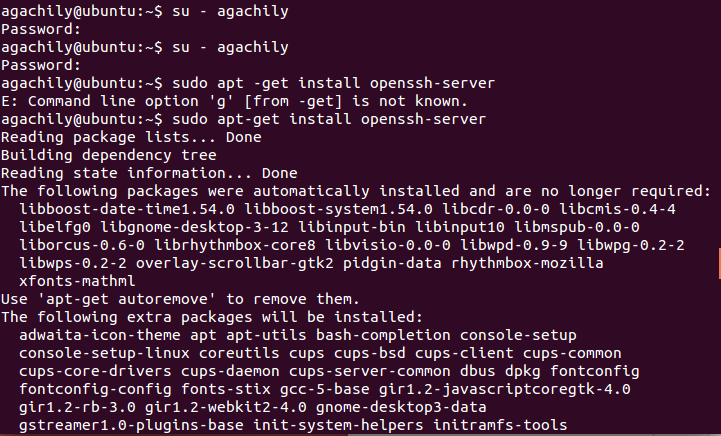 agachily@ubuntu:~$ su - agachily
Password:
agachily@ubuntu:~$ su - agachily
Password:
agachily@ubuntu:~$ sudo apt -get install openssh-server
E: Command line option 'g' [from -get] is not known.
agachily@ubuntu:~$ sudo apt-get install openssh-server
Reading package lists... Done
Building dependency tree
Reading state information... Done
The following packages were automatically installed and are no longer required:
  libboost-date-time1.54.0 libboost-system1.54.0 libcdr-0.0-0 libcmis-0.4-4
  libelfg0 libgnome-desktop-3-12 libinput-bin libinput10 libmspub-0.0-0
  liborcus-0.6-0 librhythmbox-core8 libvisio-0.0-0 libwpd-0.9-9 libwpg-0.2-2
  libwps-0.2-2 overlay-scrollbar-gtk2 pidgin-data rhythmbox-mozilla
  xfonts-mathml
Use 'apt-get autoremove' to remove them.
The following extra packages will be installed:
  adwaita-icon-theme apt apt-utils bash-completion console-setup
  console-setup-linux coreutils cups cups-bsd cups-client cups-common
  cups-core-drivers cups-daemon cups-server-common dbus dpkg fontconfig
  fontconfig-config fonts-stix gcc-5-base gir1.2-javascriptcoregtk-4.0
  gir1.2-rb-3.0 gir1.2-webkit2-4.0 gnome-desktop3-data
  gstreamer1.0-plugins-base init-system-helpers initramfs-tools